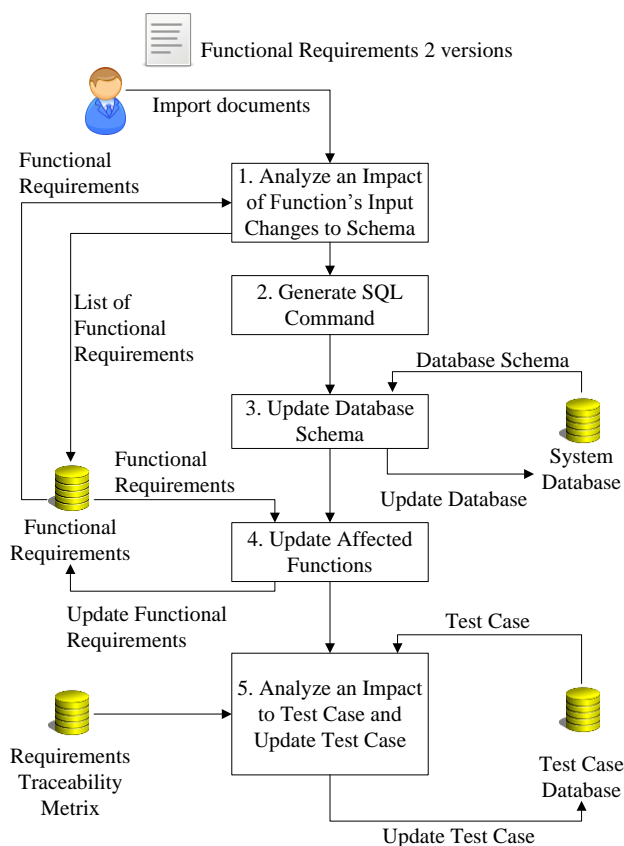 Functional Requirements 2 versions
Import documents
Functional
Requirements
1. Analyze an Impact
of Function's Input
Changes to Schema
2. Generate SQL
Command
List of
Functional
Requirements
Database Schema
3. Update Database
Schema
System
Database
Update Database
Functional
Requirements
Functional
Requirements
4. Update Affected
Functions
Update Functional
Requirements
Test Case
5. Analyze an Impact
to Test Case and
Update Test Case
Requirements
Traceability
Metrix
Test Case
Database
Update Test Case